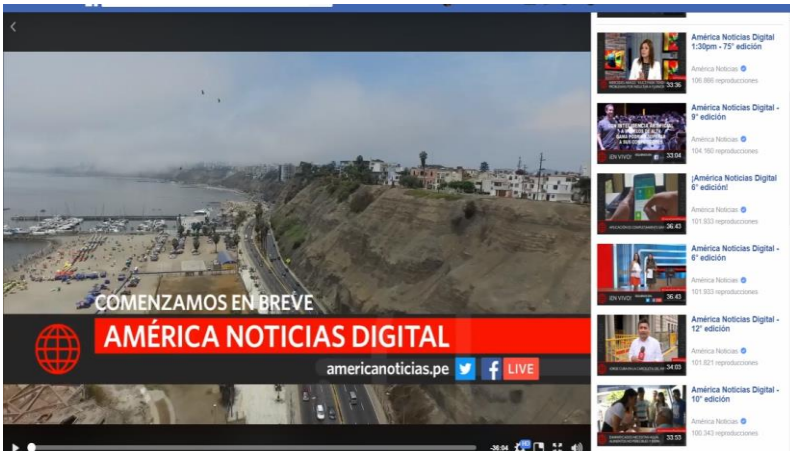 COMENZAMOS EN BREVE
AMÉRICA NOTICIAS DIGITAL
americanoticias.pe
LIVE
-36:04
HD
América Noticias Digital
1:30pm - 75° edición
América Noticias
106.866 reproducciones
33:36
América Noticias Digital -
9° edición
América Noticias
104.160 reproducciones
¡EN VIVO!
33:04
¡América Noticias Digital
6° edición!
América Noticias
101.933 reproducciones
36:43
América Noticias Digital -
6° edición
América Noticias
101.933 reproducciones
¡EN VIVO!
36:43
América Noticias Digital -
12° edición
América Noticias
101.821 reproducciones
34:03
América Noticias Digital -
10° edición
América Noticias
100.343 reproducciones
33:53